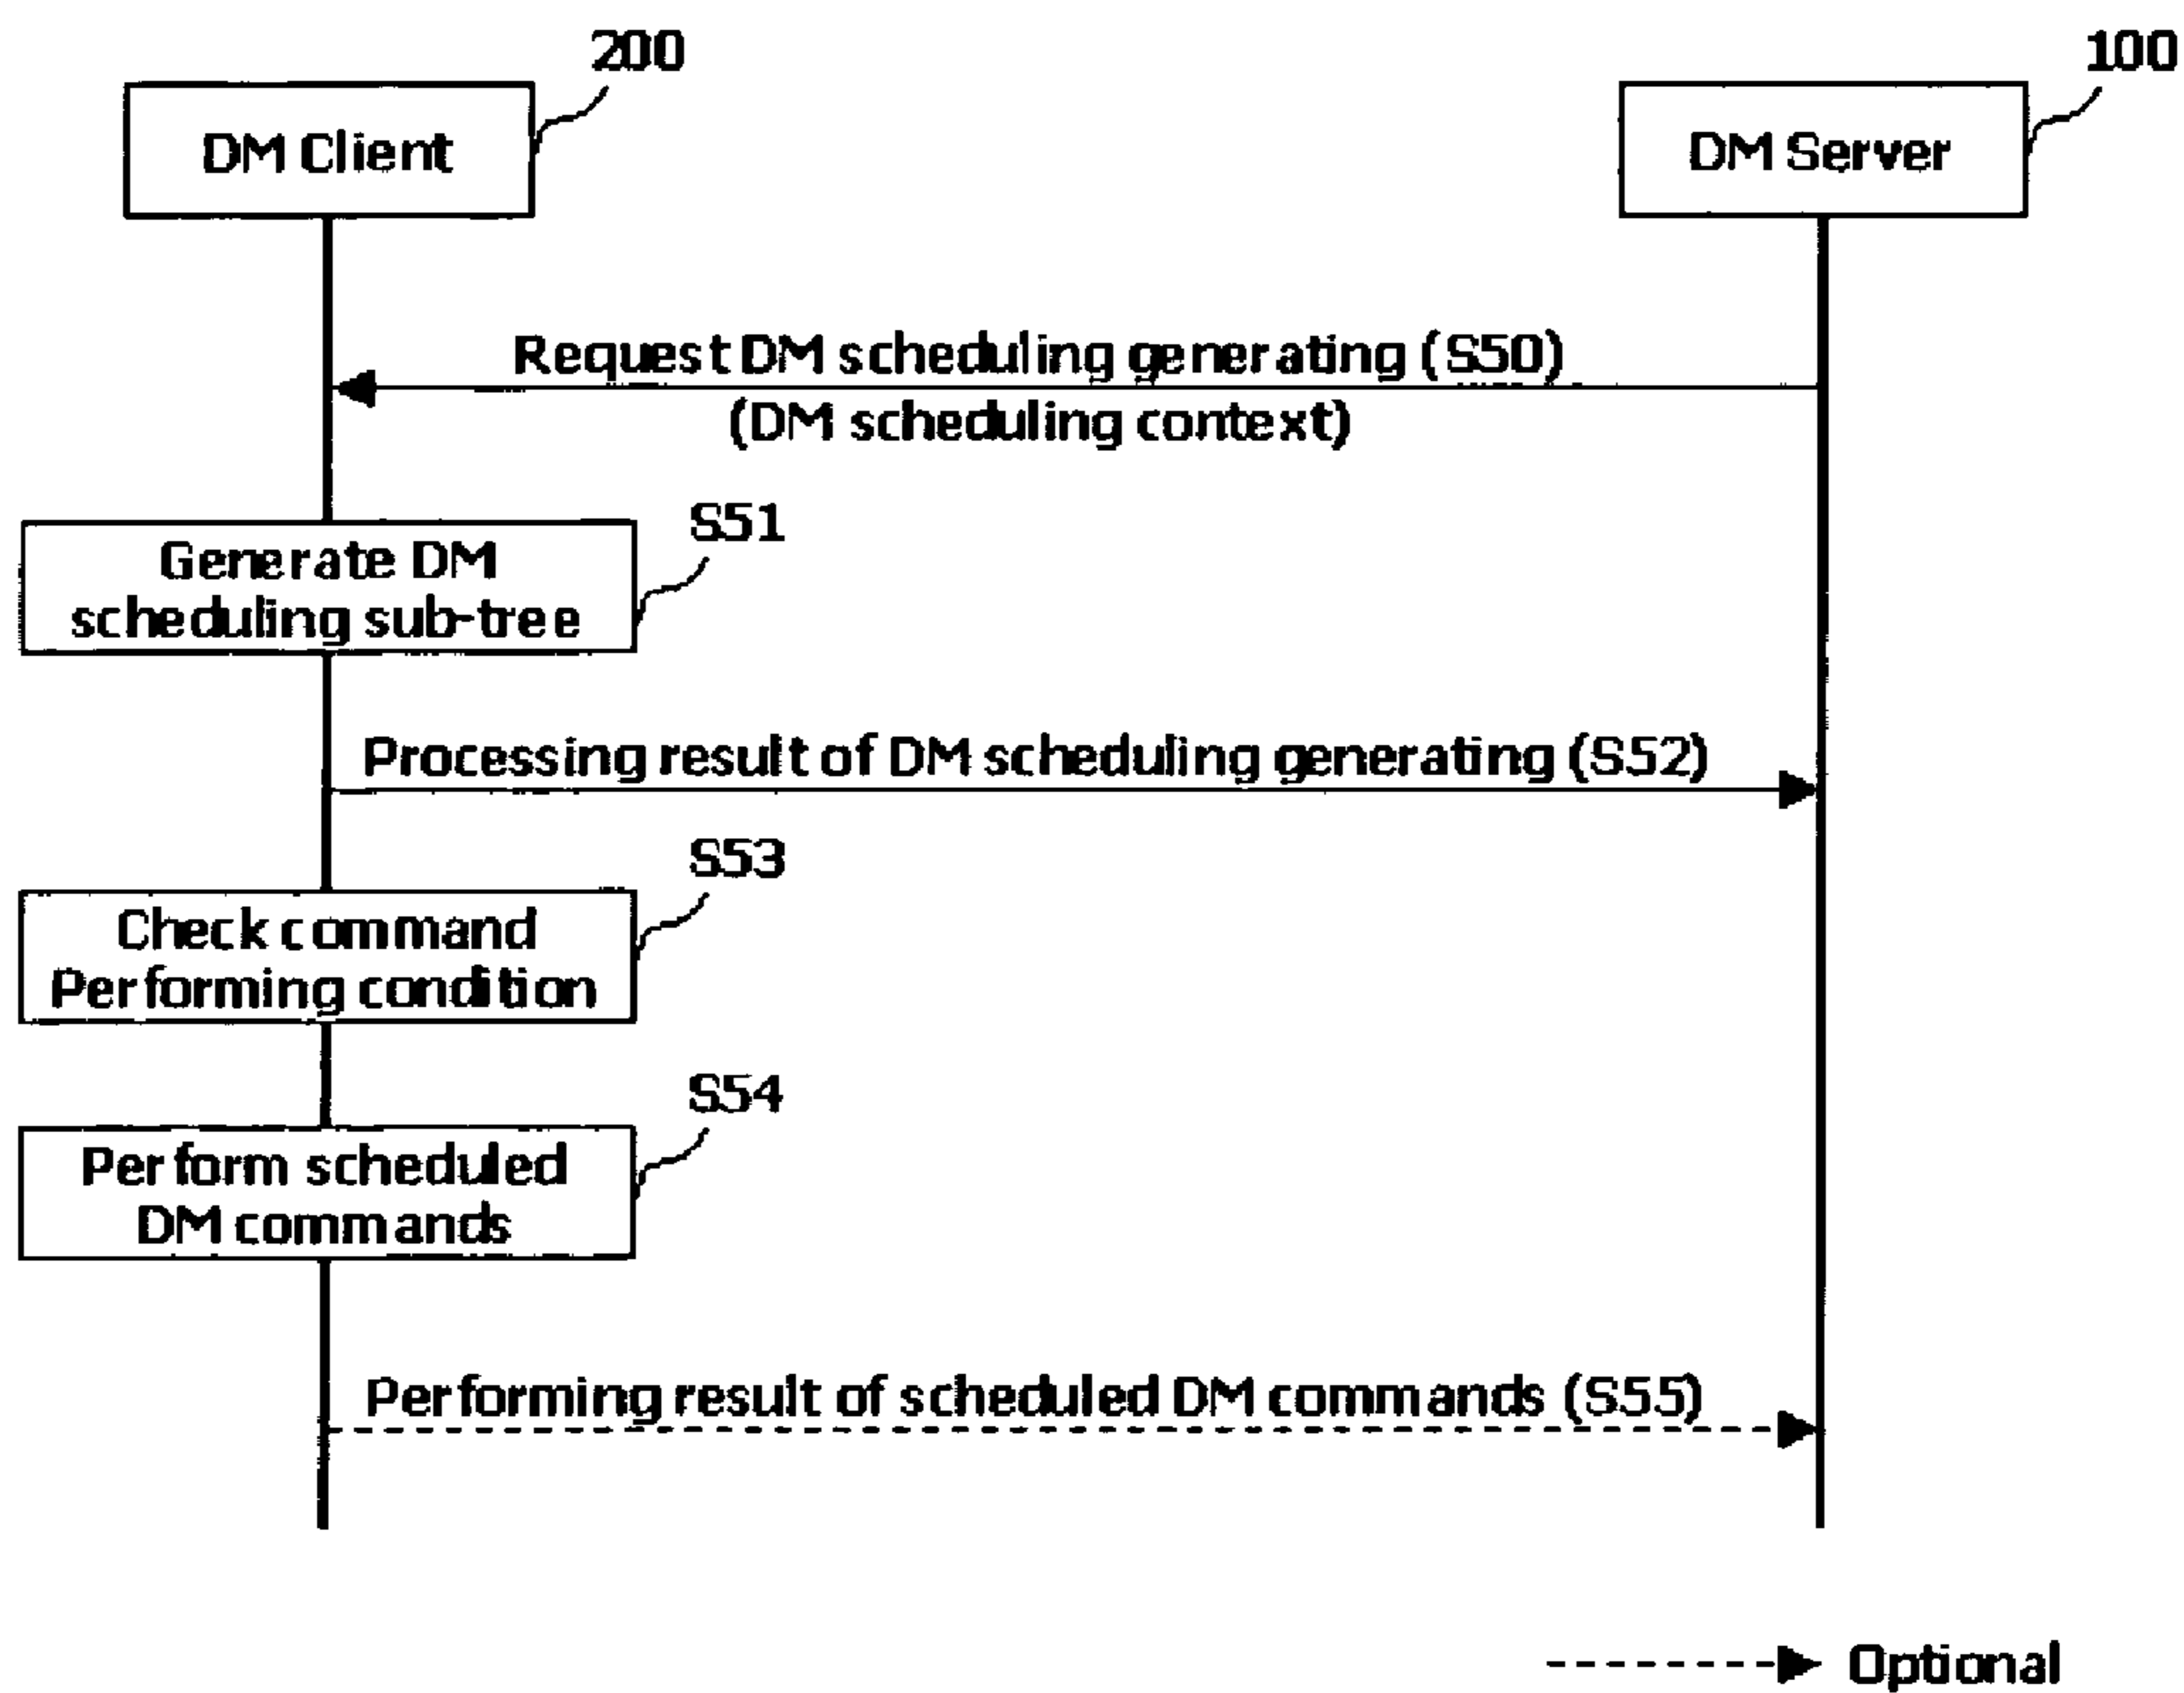 200
100
DM Client
DM Server
Request DM scheduling generating (S50)
(DM scheduling context)
S51
Generate DM
scheduling sub-tree
Processing result of DM scheduling generating (S52)
S53
Check command
Performing condition
S54
Perform scheduled
DM commands
Performing result of scheduled DM commands (S55)
Optional